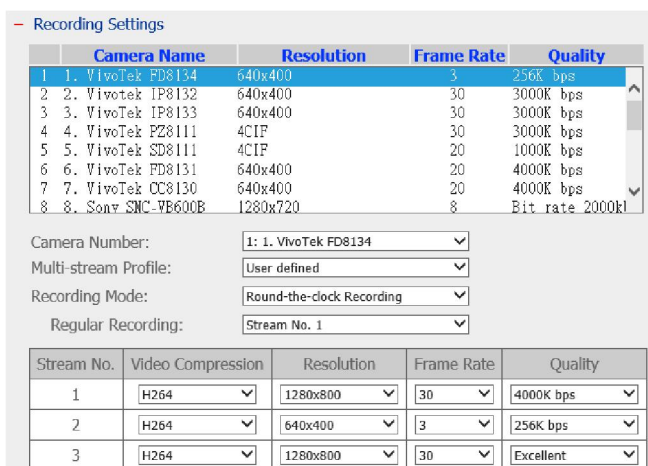 − Recording Settings
Camera Name Resolution Frame Rate Quality
1 1. VivoTek FD8134 640x400 3 256K bps
2 2. Vivotek IP8132 640x400 30 3000K bps
3 3. VivoTek IP8133 640x400 30 3000K bps
4 4. VivoTek PZ8111 4CIF 30 3000K bps
5 5. VivoTek SD8111 4CIF 20 1000K bps
6 6. VivoTek FD8131 640x400 20 4000K bps
7 7. VivoTek CC8130 640x400 20 4000K bps
8 8. Sony SNC-VB600B 1280x720 8 Bit rate 2000kl
Camera Number: 1: 1. VivoTek FD8134
Multi-stream Profile: User defined
Recording Mode: Round-the-clock Recording
Regular Recording: Stream No. 1
Stream No. Video Compression Resolution Frame Rate Quality
1 H264 1280x800 30 4000K bps
2 H264 640x400 3 256K bps
3 H264 1280x800 30 Excellent